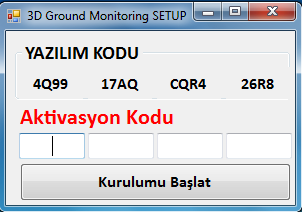 3D Ground Monitoring SETUP
YAZILIM KODU
4Q99 17AQ CQR4 26R8
Aktivasyon Kodu
Kurulumu Başlat